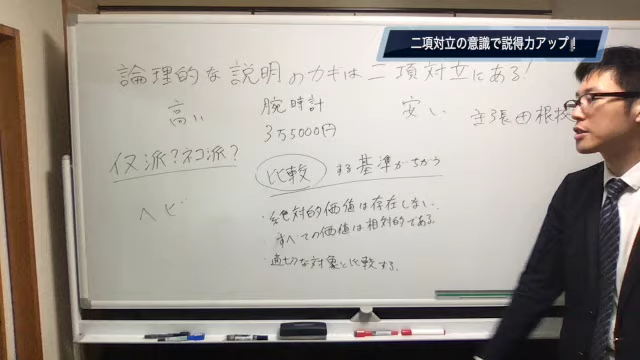 二項対立の意識で説得力アップ!
論理的な説明のカギは二項対立にある!
高い 腕時計 安い
3万5000円
主張⊕根拠
イヌ派?ネコ派?
比較する基準がちがう
ヘビ
・絶対的価値は存在しない。
すべての価値は相対的である。
・適切な対象と比較する。